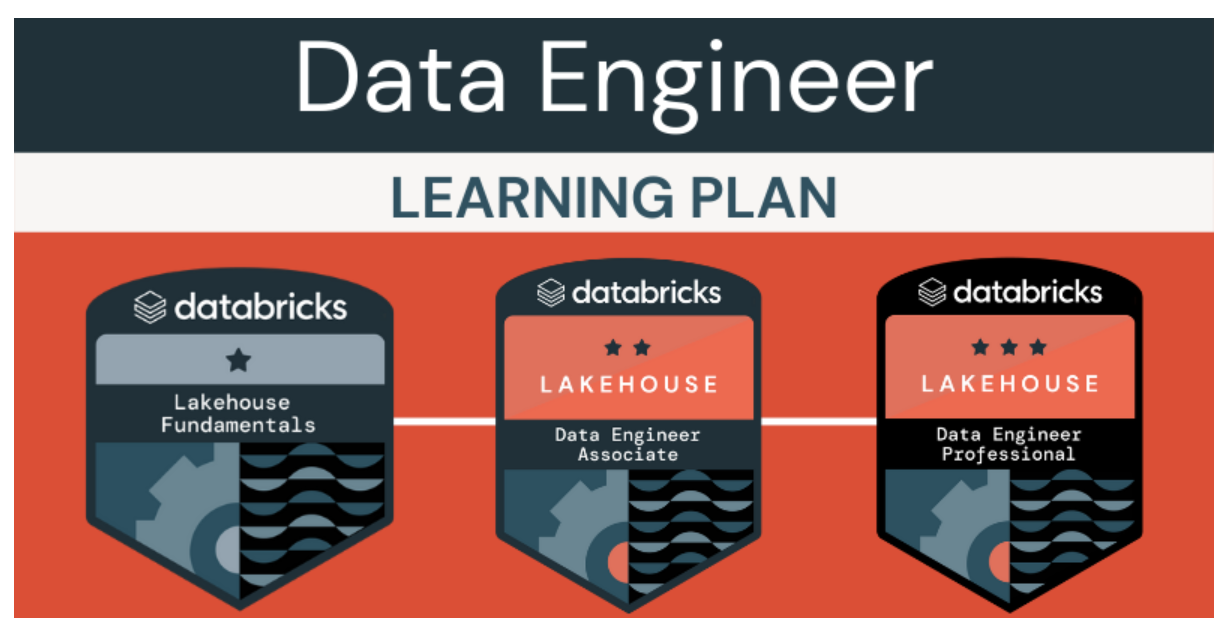 Data Engineer
LEARNING PLAN
databricks
Lakehouse
Fundamentals
databricks
LAKEHOUSE
Data Engineer
Associate
databricks
LAKEHOUSE
Data Engineer
Professional